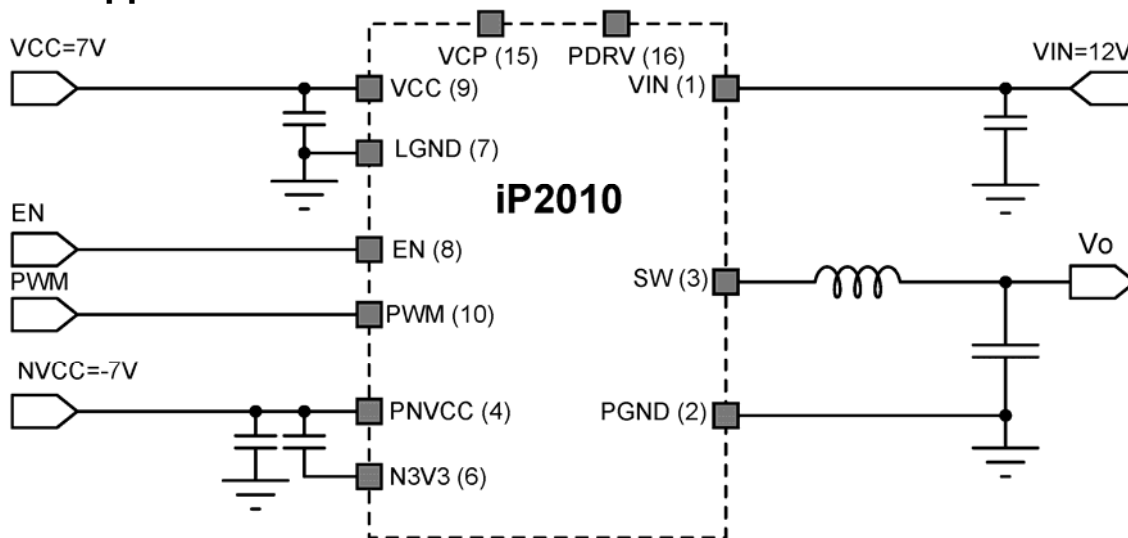 VCC=7V
VCP (15)
PDRV (16)
VIN=12V
VCC (9)
VIN (1)
LGND (7)
iP2010
EN
EN (8)
SW (3)
Vo
PWM
PWM (10)
NVCC=-7V
PNVCC (4)
PGND (2)
N3V3 (6)